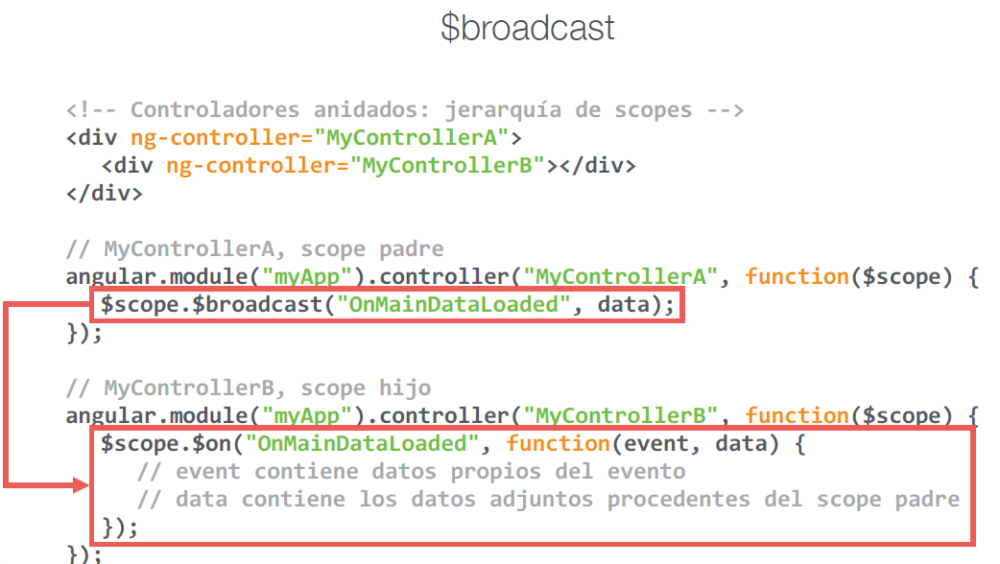 $broadcast
<!-- Controladores anidados: jerarquía de scopes -->
<div ng-controller="MyControllerA">
<div ng-controller="MyControllerB"></div>
</div>
// MyControllerA, scope padre
angular.module("myApp").controller("MyControllerA", function($scope) {
$scope.$broadcast("OnMainDataLoaded", data);
});
// MyControllerB, scope hijo
angular.module("myApp").controller("MyControllerB", function($scope) {
$scope.$on("OnMainDataLoaded", function(event, data) {
// event contiene datos propios del evento
// data contiene los datos adjuntos procedentes del scope padre
});
});